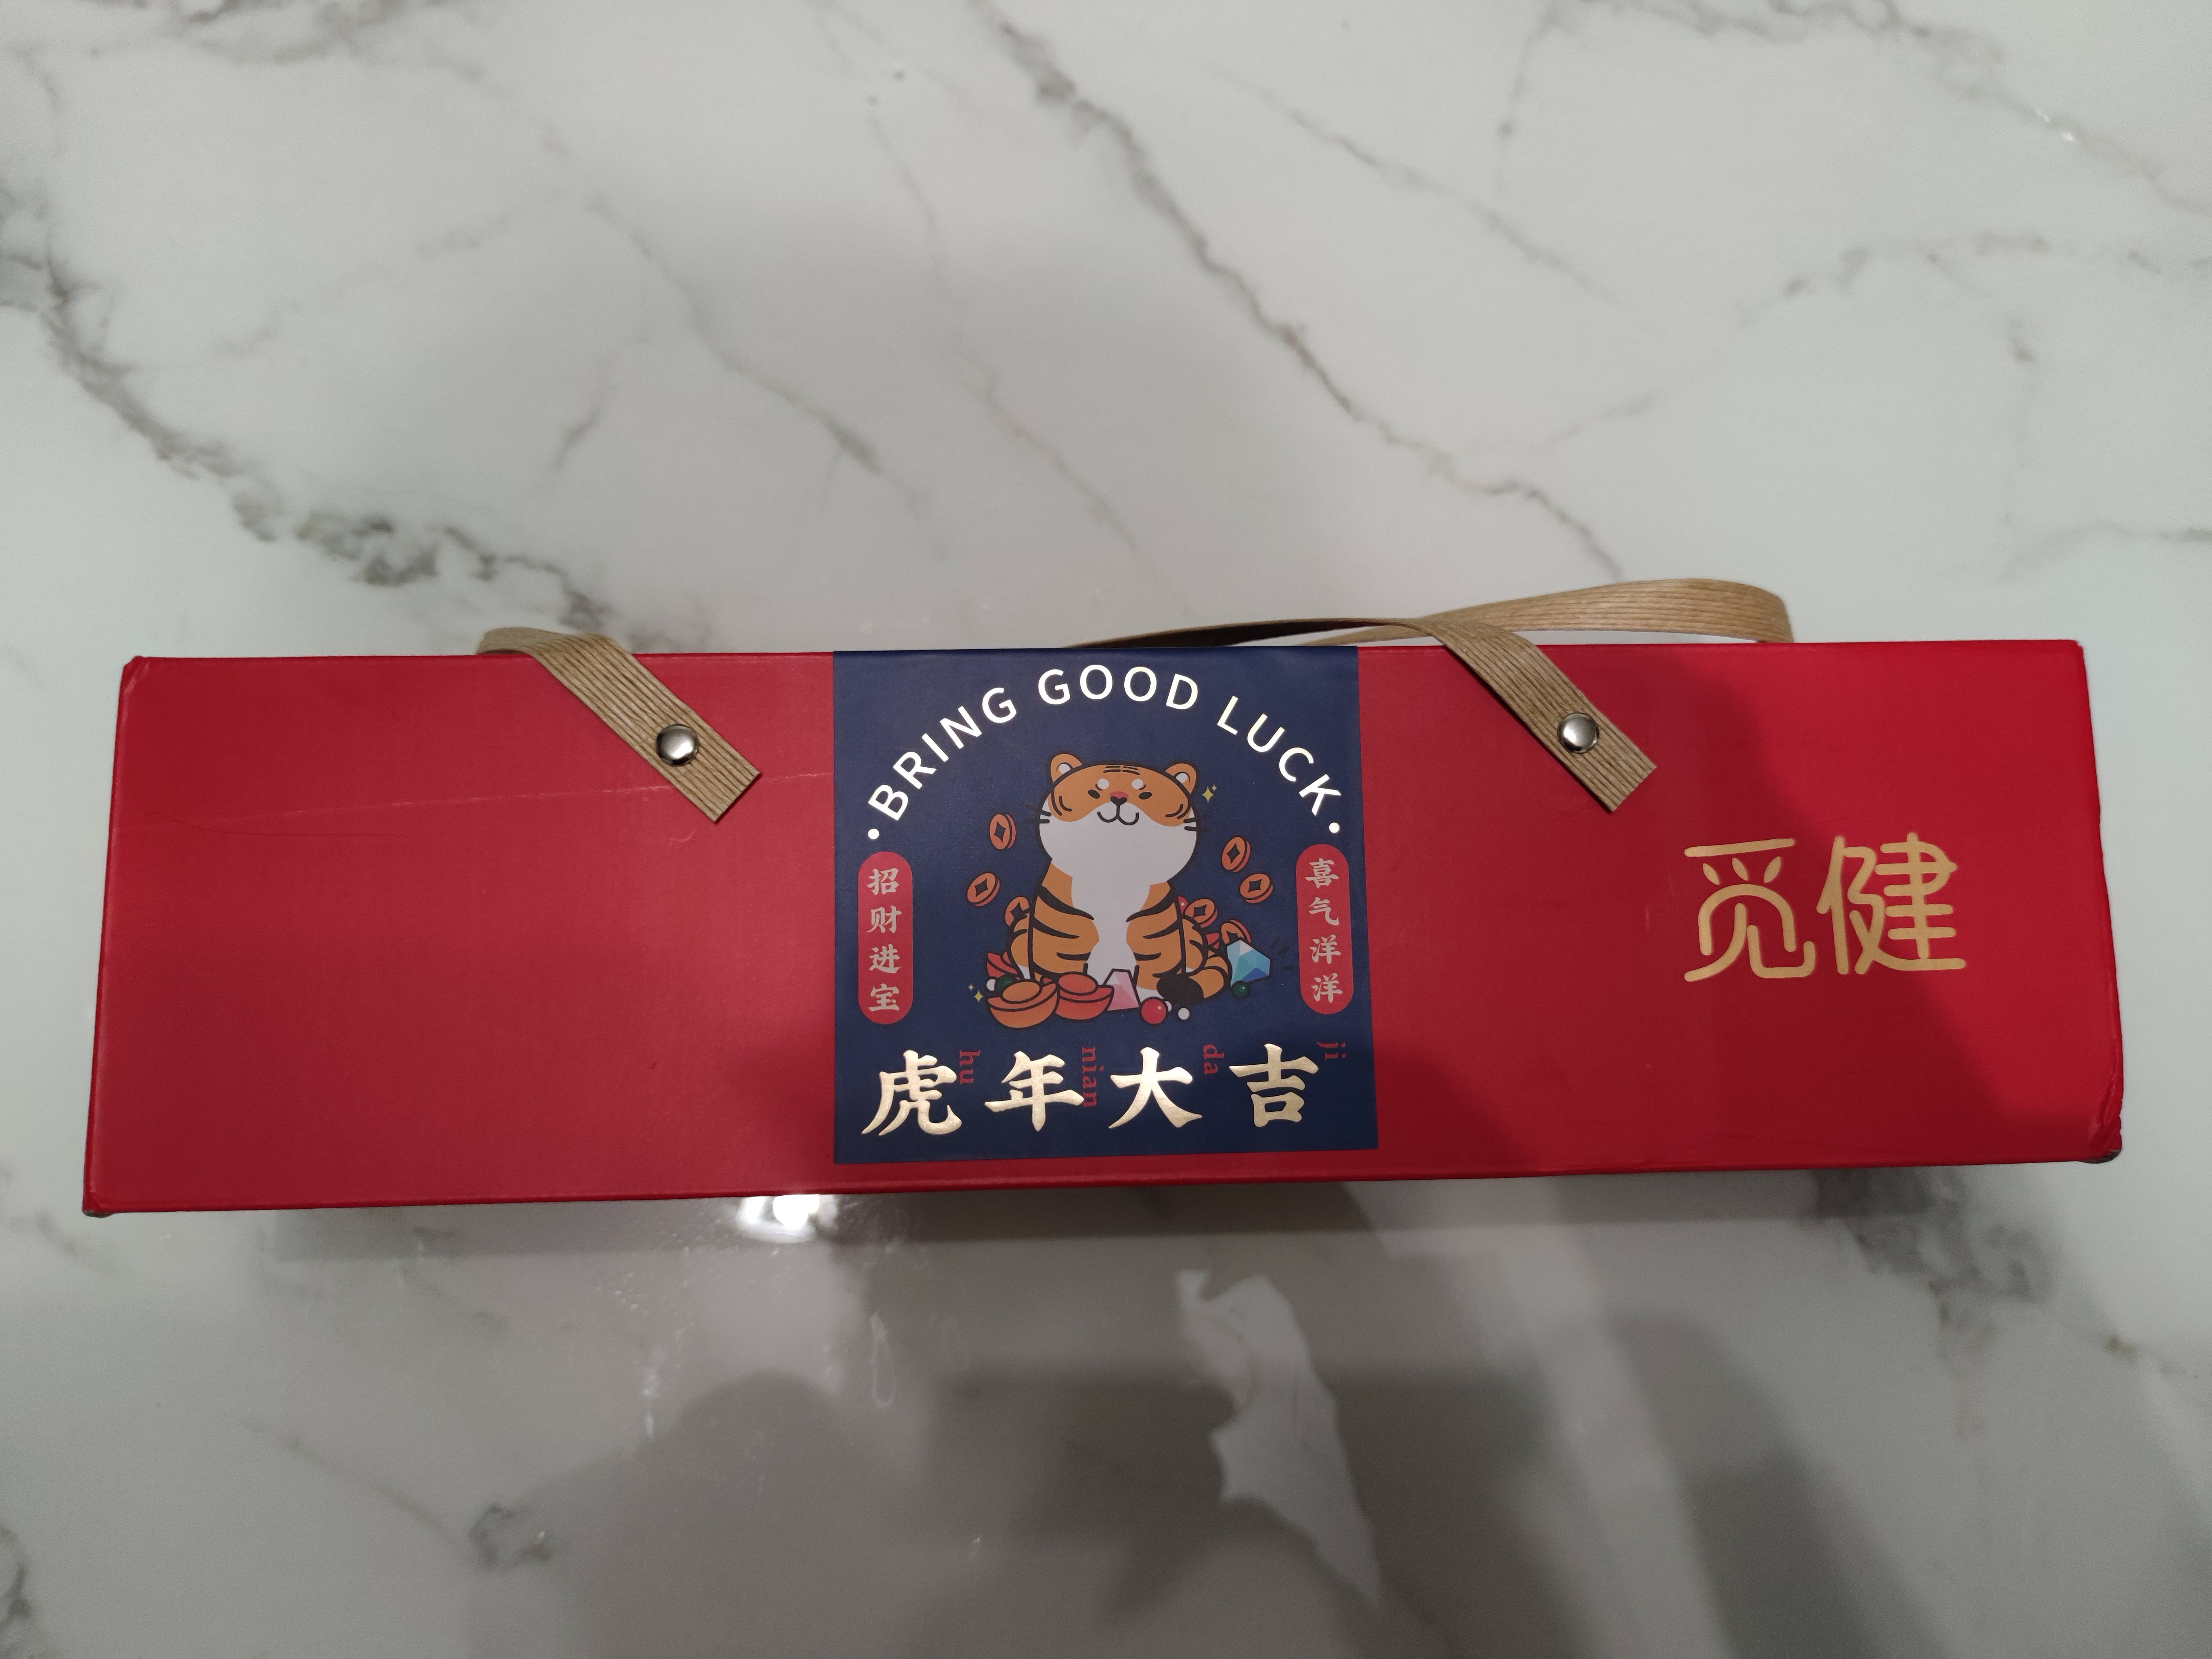 ·BRING GOOD LUCK·
招财进宝
喜气洋洋
hu nian da ji
虎年大吉
觅健